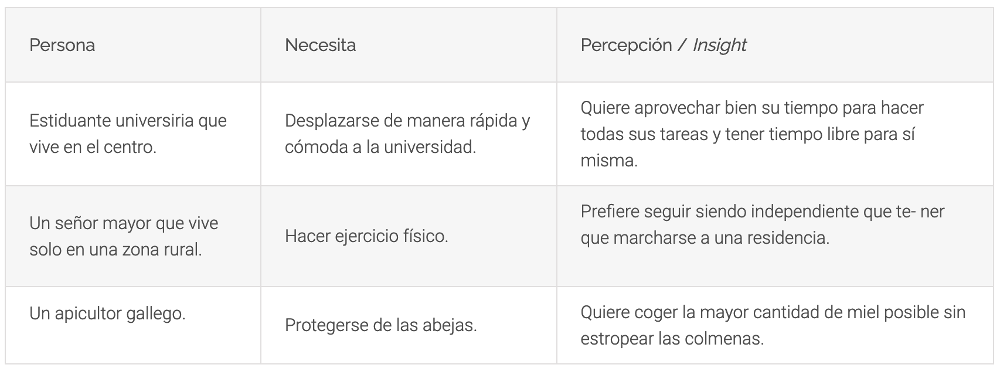 Persona
Necesita
Percepción / Insight
Estiduante universiria que
vive en el centro.
Desplazarse de manera rápida y
cómoda a la universidad.
Quiere aprovechar bien su tiempo para hacer
todas sus tareas y tener tiempo libre para sí
misma.
Un señor mayor que vive
solo en una zona rural.
Hacer ejercicio físico.
Prefiere seguir siendo independiente que te- ner
que marcharse a una residencia.
Un apicultor gallego.
Protegerse de las abejas.
Quiere coger la mayor cantidad de miel posible sin
estropear las colmenas.